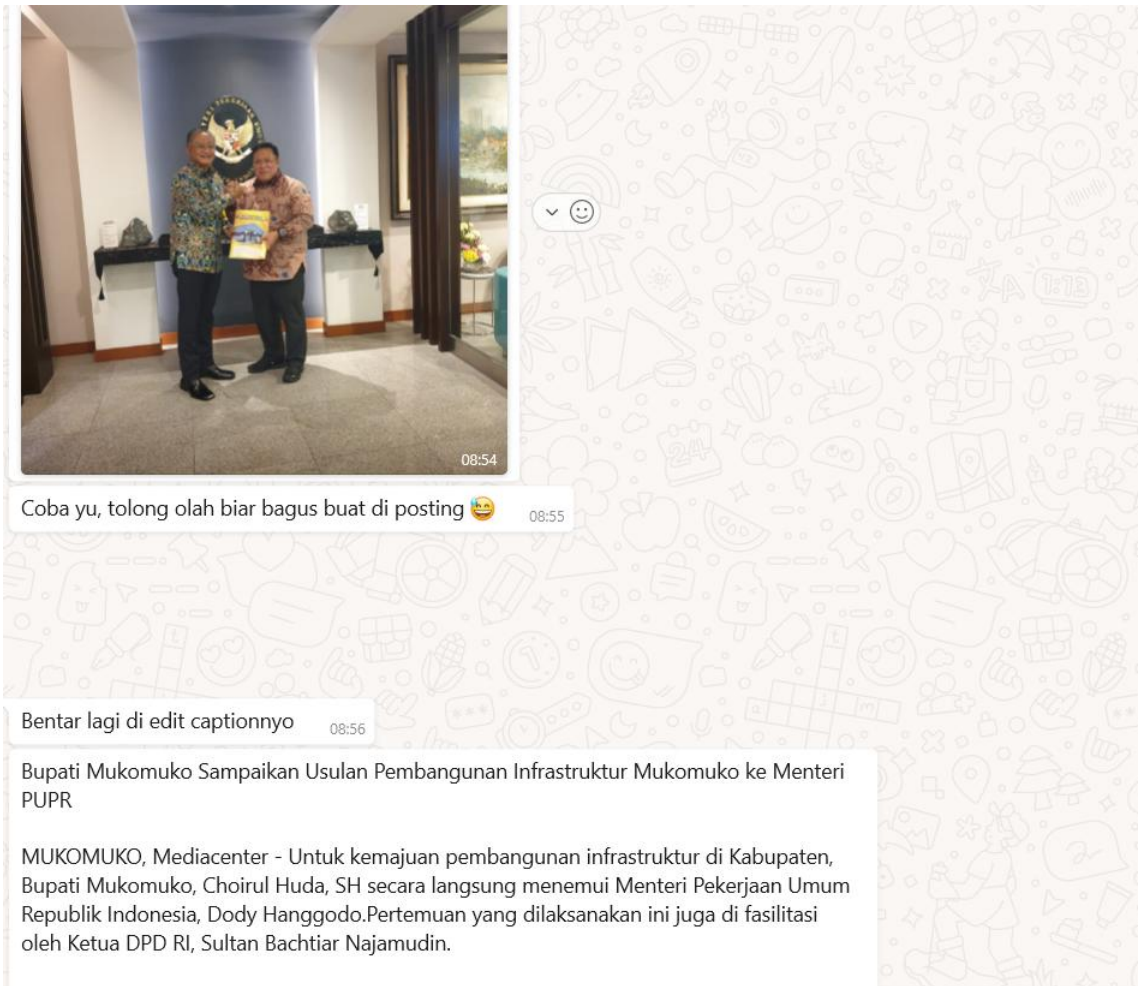 08:54
Coba yu, tolong olah biar bagus buat di posting 😅 08:55
Bentar lagi di edit captionnyo 08:56
Bupati Mukomuko Sampaikan Usulan Pembangunan Infrastruktur Mukomuko ke Menteri
PUPR
MUKOMUKO, Mediacenter - Untuk kemajuan pembangunan infrastruktur di Kabupaten,
Bupati Mukomuko, Choirul Huda, SH secara langsung menemui Menteri Pekerjaan Umum
Republik Indonesia, Dody Hanggodo.Pertemuan yang dilaksanakan ini juga di fasilitasi
oleh Ketua DPD RI, Sultan Bachtiar Najamudin.